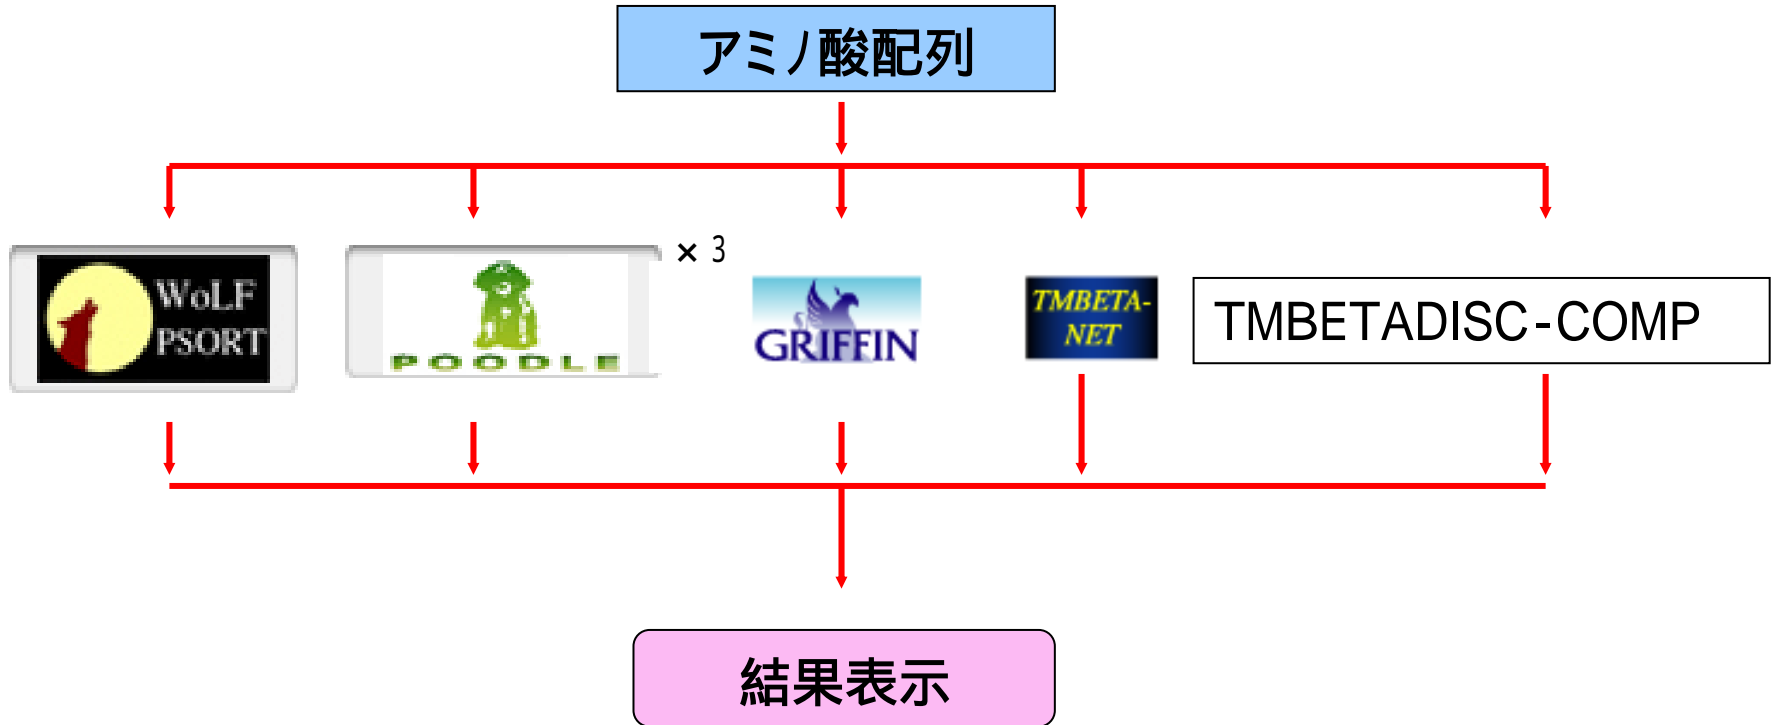 アミノ酸配列
WoLF
PSORT
POODLE
× 3
GRIFFIN
TMBETA-
NET
TMBETADISC-COMP
結果表示